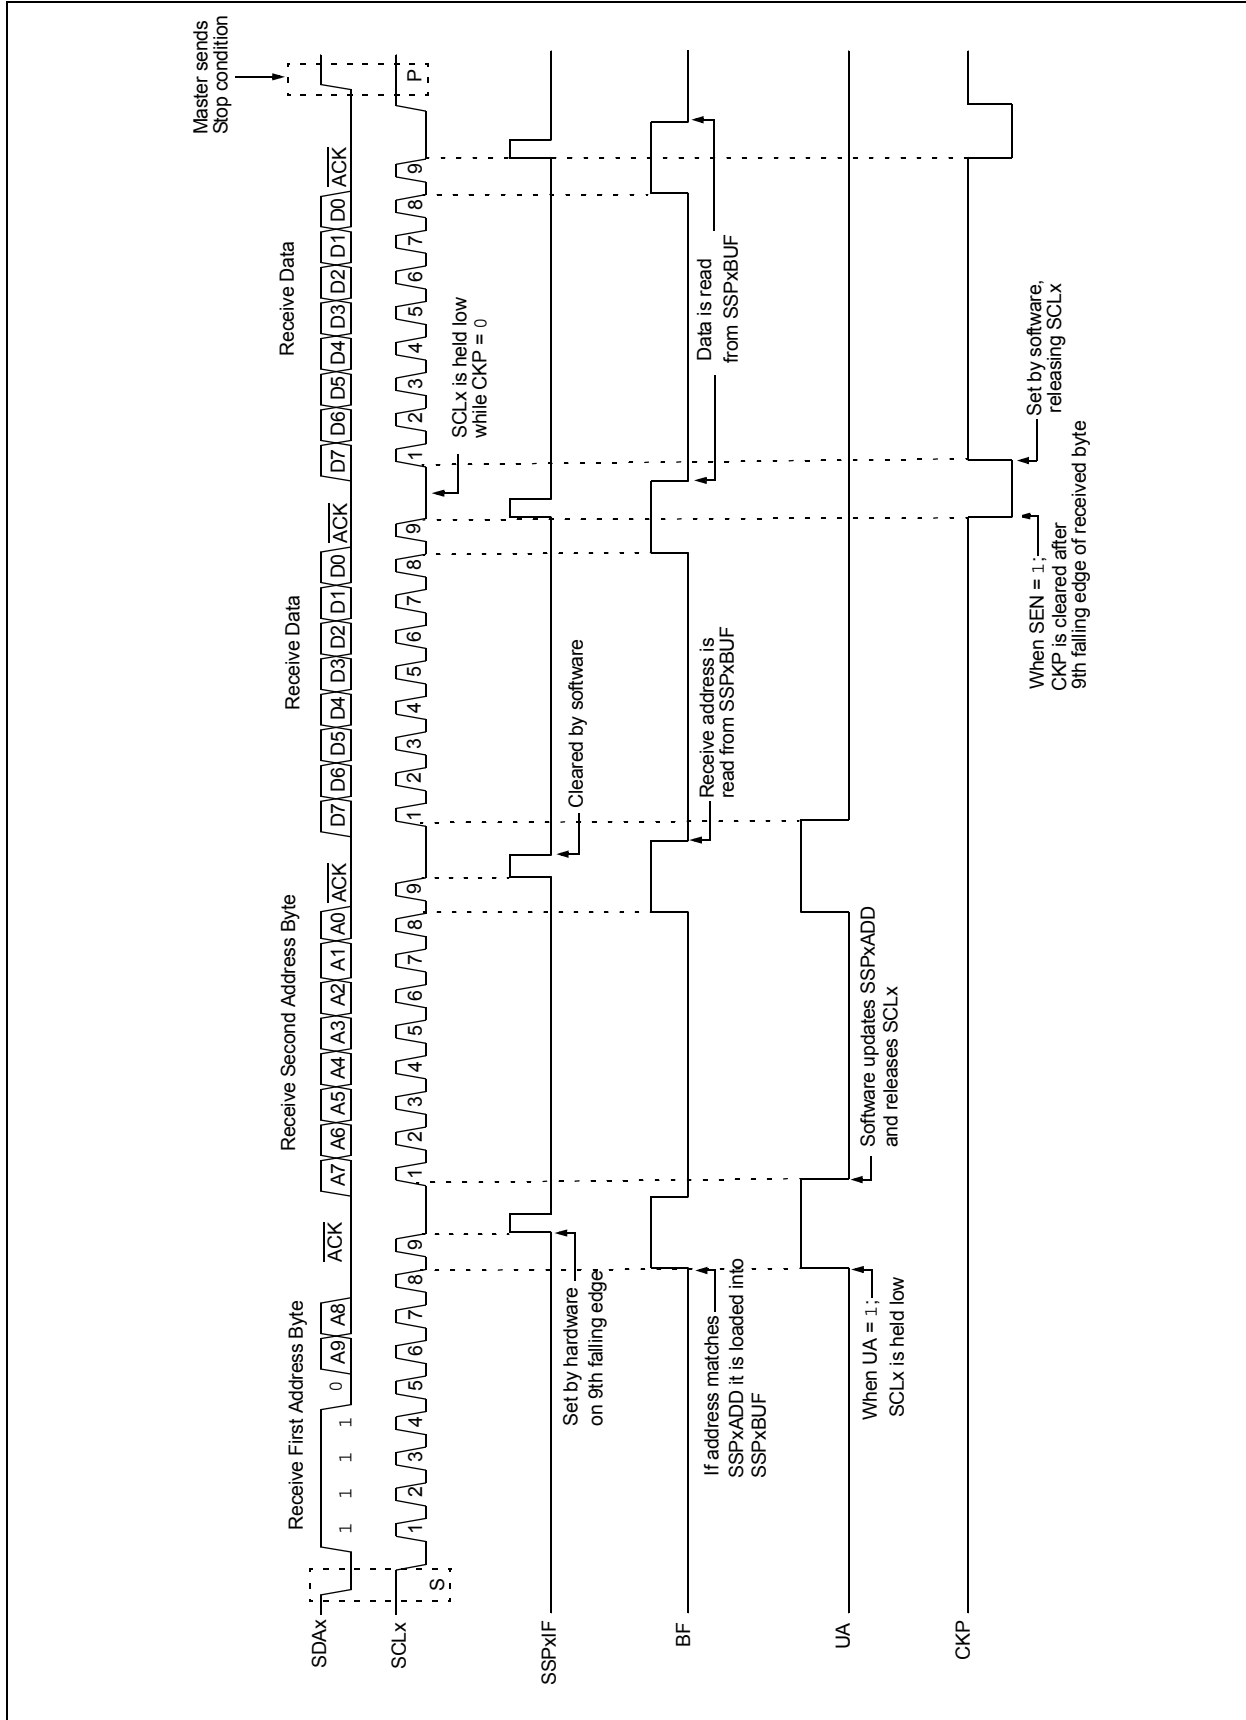 Master sends
Stop condition
Receive First Address Byte
Receive Second Address Byte
Receive Data
Receive Data
SDAx
1 1 1 1 0 A9 A8 ACK A7 A6 A5 A4 A3 A2 A1 A0 ACK D7 D6 D5 D4 D3 D2 D1 D0 ACK D7 D6 D5 D4 D3 D2 D1 D0 ACK
SCLx
S 1 2 3 4 5 6 7 8 9 1 2 3 4 5 6 7 8 9 1 2 3 4 5 6 7 8 9 1 2 3 4 5 6 7 8 9 P
SCLx is held low
while CKP = 0
SSPxIF
Set by hardware
on 9th falling edge
Cleared by software
BF
If address matches
SSPxADD it is loaded into
SSPxBUF
Receive address is
read from SSPxBUF
Data is read
from SSPxBUF
UA
When UA = 1;
SCLx is held low
Software updates SSPxADD
and releases SCLx
CKP
When SEN = 1;
CKP is cleared after
9th falling edge of received byte
Set by software,
releasing SCLx